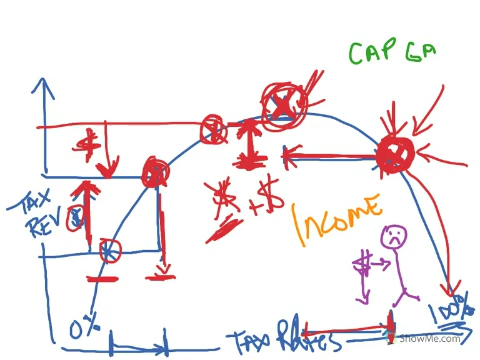 CAP GA
$
TAX
REV
$
$ + $
INCOME
$
0%
TAX RATES
100%
ShowMe.com